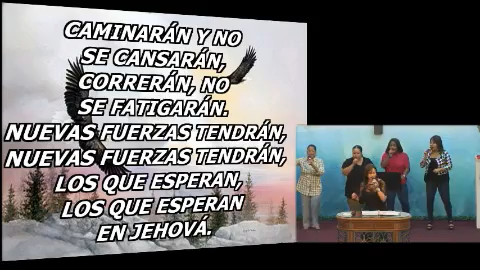 CAMINARÁN Y NO
SE CANSARÁN,
CORRERÁN, NO
SE FATIGARÁN.
NUEVAS FUERZAS TENDRÁN,
NUEVAS FUERZAS TENDRÁN,
LOS QUE ESPERAN,
LOS QUE ESPERAN
EN JEHOVÁ.